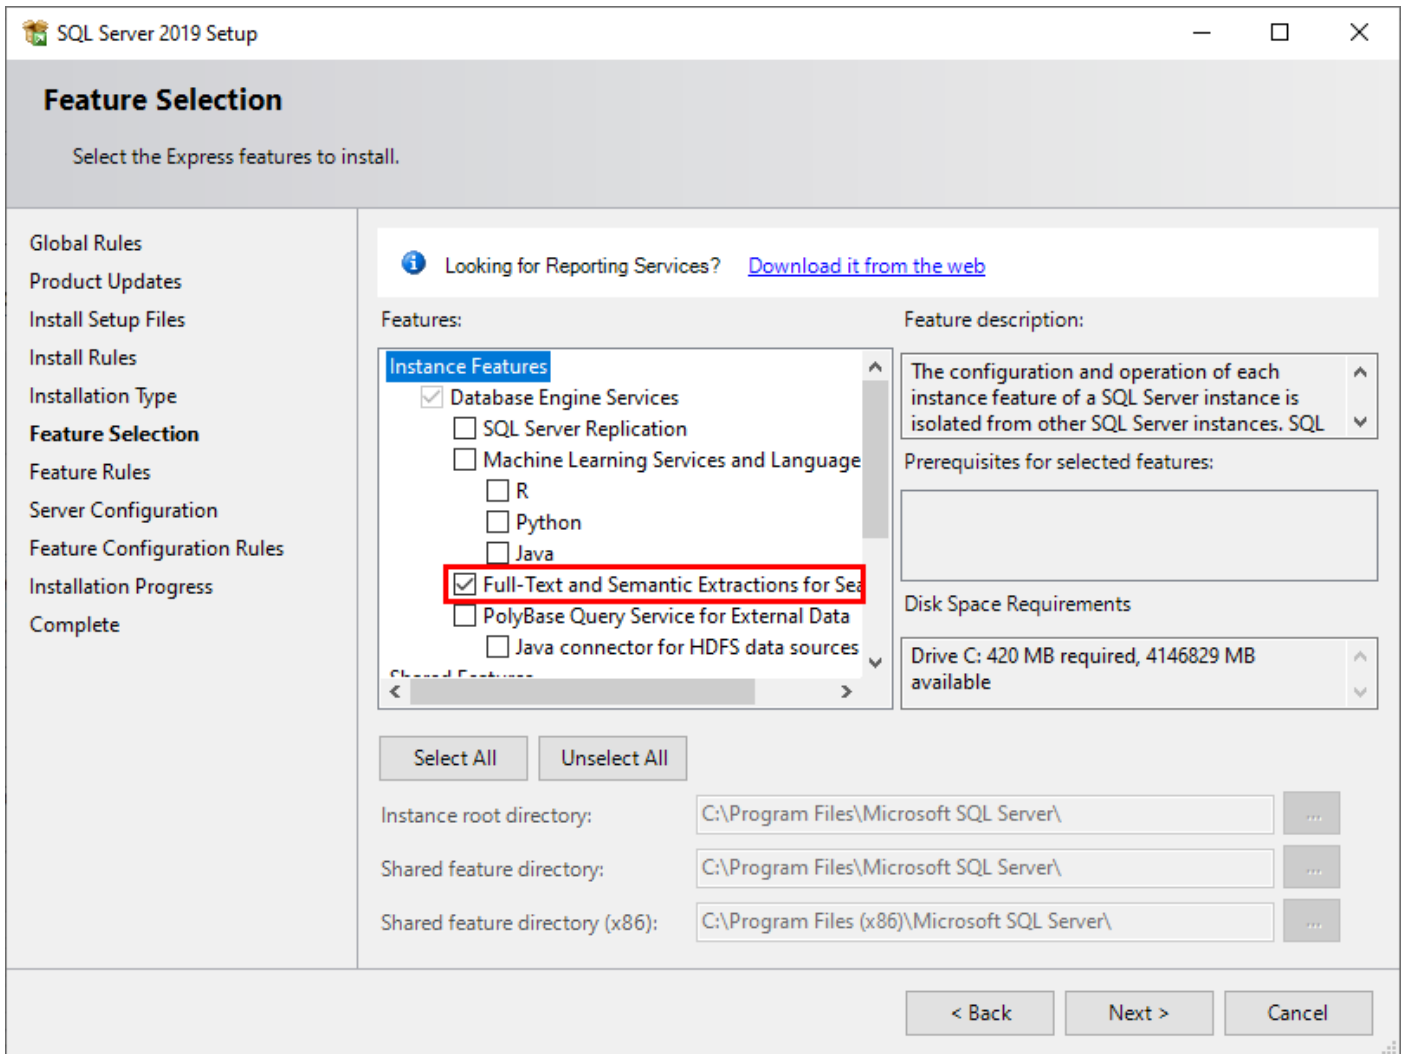 SQL Server 2019 Setup
Feature Selection
Select the Express features to install.
Global Rules
Product Updates
Install Setup Files
Install Rules
Installation Type
Feature Selection
Feature Rules
Server Configuration
Feature Configuration Rules
Installation Progress
Complete
Looking for Reporting Services? Download it from the web
Features:
Instance Features
Database Engine Services
SQL Server Replication
Machine Learning Services and Language
R
Python
Java
Full-Text and Semantic Extractions for Sea
PolyBase Query Service for External Data
Java connector for HDFS data sources
Shared Features
Feature description:
The configuration and operation of each
instance feature of a SQL Server instance is
isolated from other SQL Server instances. SQL
Prerequisites for selected features:
Disk Space Requirements
Drive C: 420 MB required, 4146829 MB
available
Select All
Unselect All
Instance root directory:
C:\Program Files\Microsoft SQL Server\
...
Shared feature directory:
C:\Program Files\Microsoft SQL Server\
...
Shared feature directory (x86):
C:\Program Files (x86)\Microsoft SQL Server\
...
< Back
Next >
Cancel